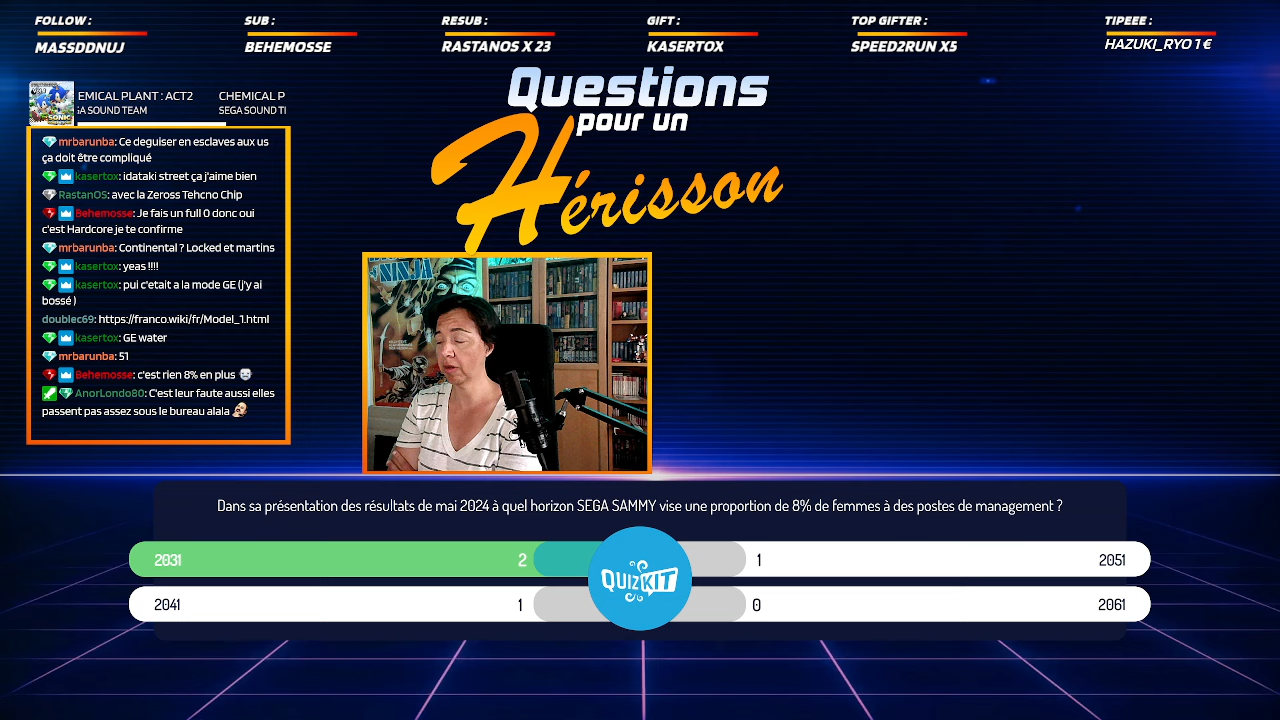 FOLLOW :
MASSDDNUJ
SUB :
BEHEMOSSE
RESUB :
RASTANOS X 23
GIFT :
KASERTOX
TOP GIFTER :
SPEED2RUN X5
TIPEEE :
HAZUKI_RYO 1 €
Questions
pour un
Hérisson
EMICAL PLANT : ACT2 CHEMICAL P
SEGA SOUND TEAM SEGA SOUND TE
SONIC
mrbarunba: Ce deguiser en esclaves aux us
ça doit être compliqué
kasertox: idataki street ça j'aime bien
RastanOS: avec la Zeross Tehcno Chip
Behemosse: Je fais un full 0 donc oui
c'est Hardcore je te confirme
mrbarunba: Continental ? Locked et martins
kasertox: yeas !!!!
kasertox: pui c'etait a la mode GE (j'y ai
bossé )
doublec69: https://franco.wiki/fr/Model_1.html
kasertox: GE water
mrbarunba: 51
Behemosse: c'est rien 8% en plus
AnorLondo80: C'est leur faute aussi elles
passent pas assez sous le bureau alala
NINJA
Dans sa présentation des résultats de mai 2024 à quel horizon SEGA SAMMY vise une proportion de 8% de femmes à des postes de management ?
2031 2 1 2051
QUIZKIT
2041 1 0 2061